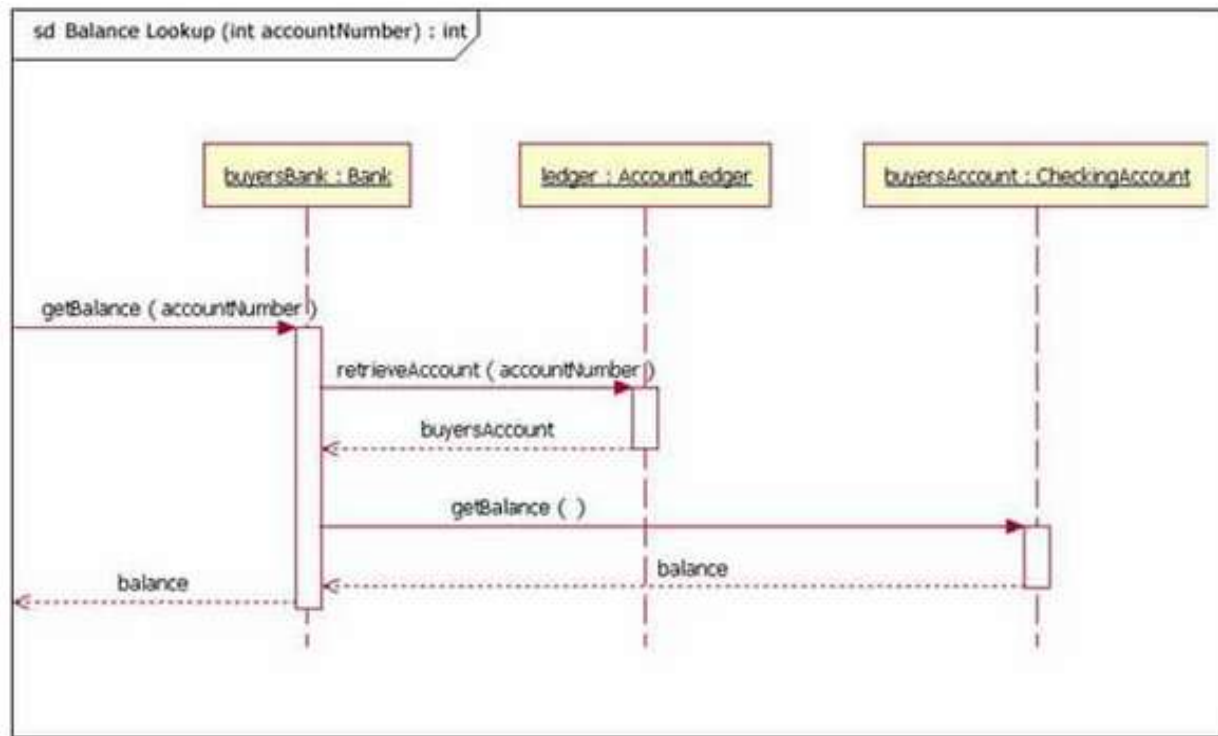 sd Balance Lookup (int accountNumber) : int
buyersBank : Bank
ledger : AccountLedger
buyersAccount : CheckingAccount
getBalance ( accountNumber )
retrieveAccount ( accountNumber )
buyersAccount
getBalance ( )
balance
balance